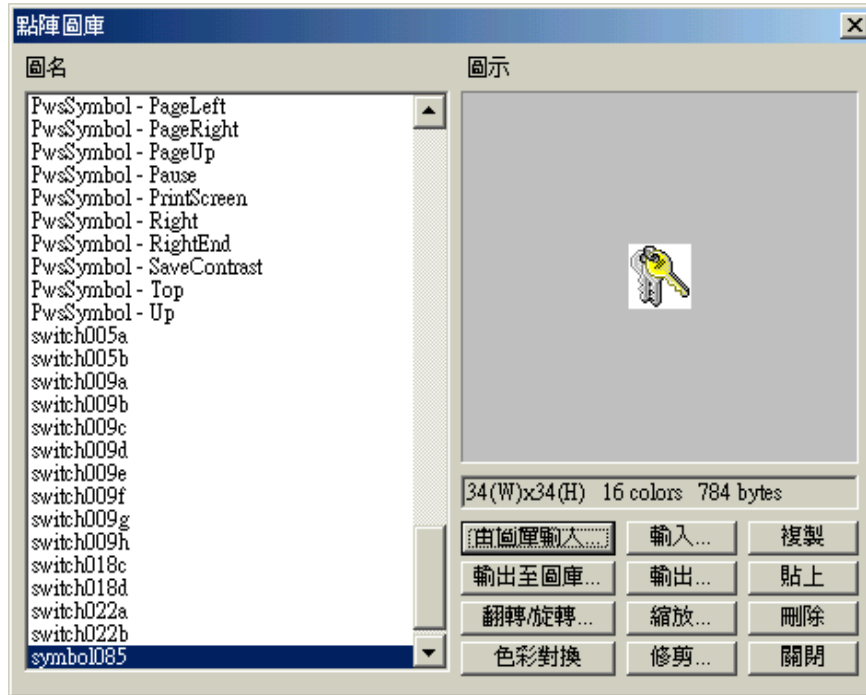 點陣圖庫
圖名
PwsSymbol - PageLeft
PwsSymbol - PageRight
PwsSymbol - PageUp
PwsSymbol - Pause
PwsSymbol - PrintScreen
PwsSymbol - Right
PwsSymbol - RightEnd
PwsSymbol - SaveContrast
PwsSymbol - Top
PwsSymbol - Up
switch005a
switch005b
switch009a
switch009b
switch009c
switch009d
switch009e
switch009f
switch009g
switch009h
switch018c
switch018d
switch022a
switch022b
symbol085
圖示
34(W)x34(H) 16 colors 784 bytes
由圖庫輸入... 輸入... 複製
輸出至圖庫... 輸出... 貼上
翻轉/旋轉... 縮放... 刪除
色彩對換 修剪... 關閉